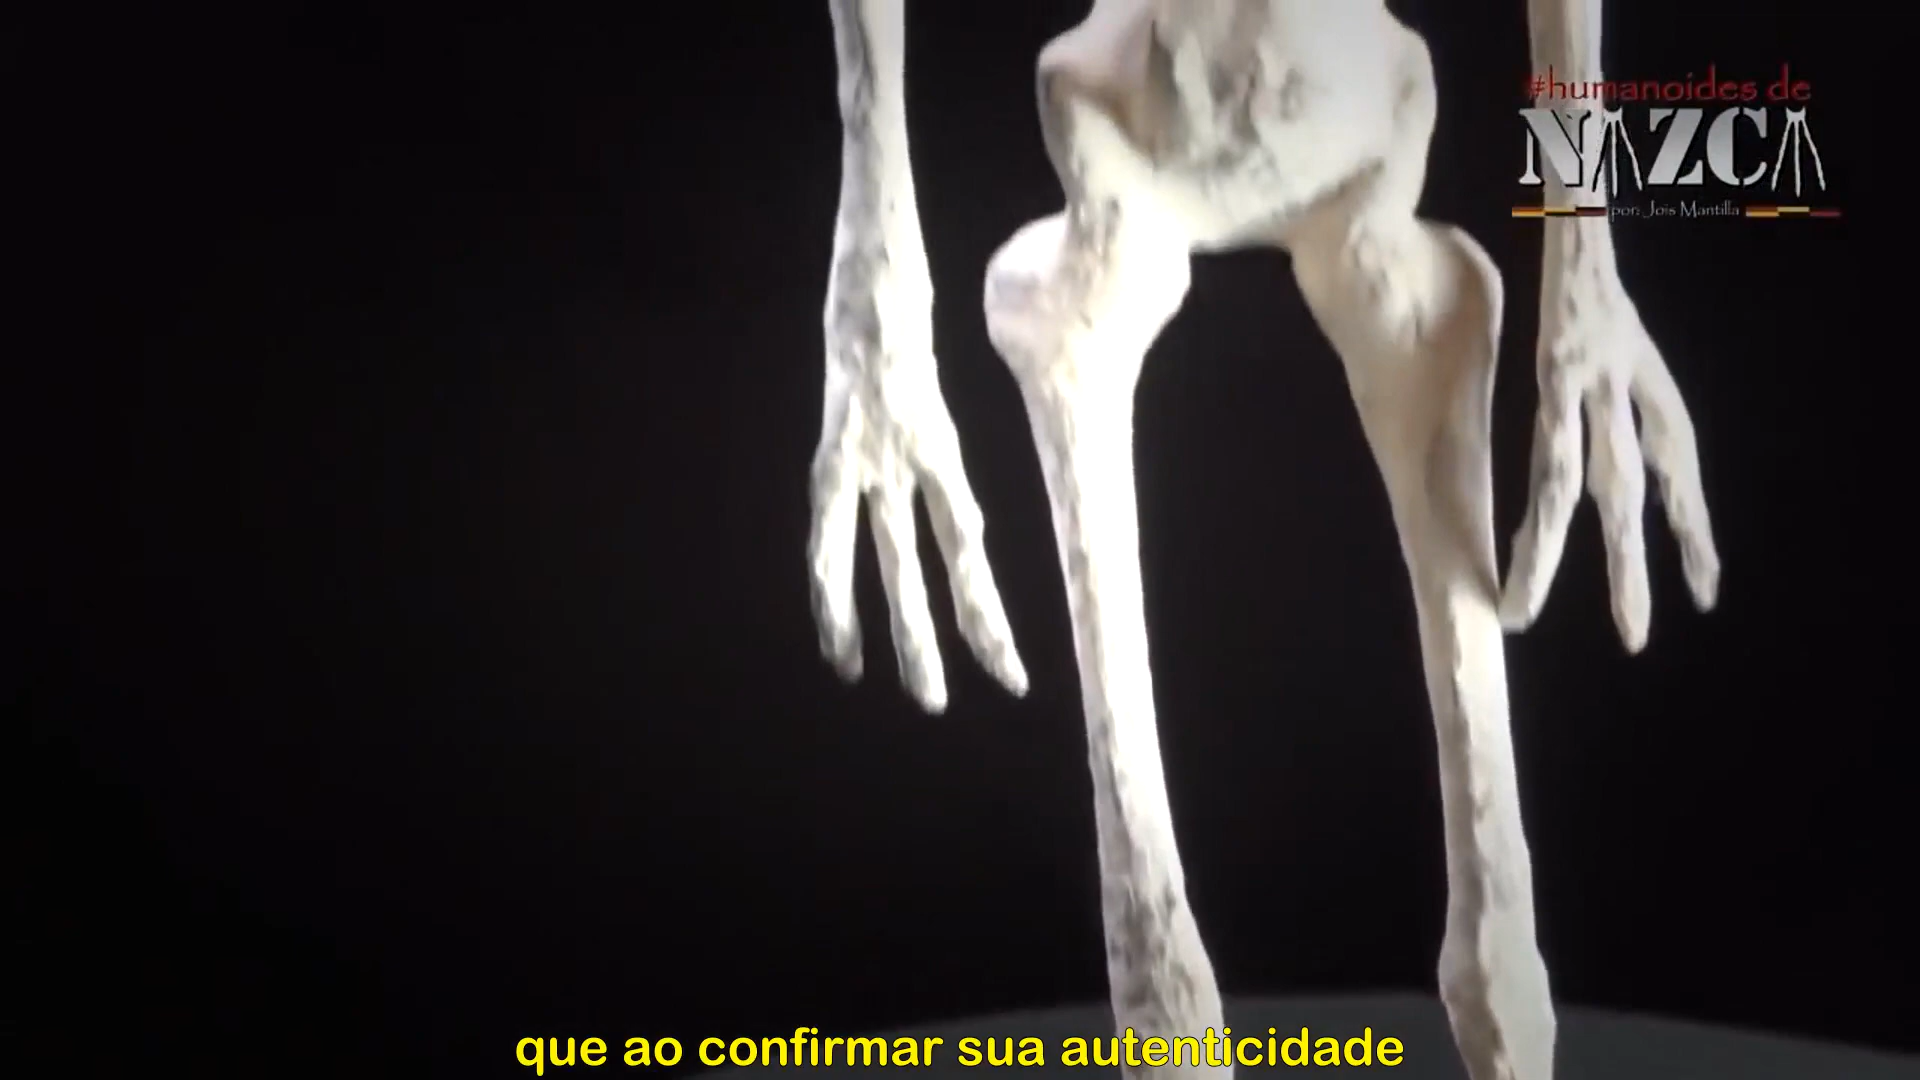 #humanoides de
NAZCA
por: Jois Mantilla
que ao confirmar sua autenticidade